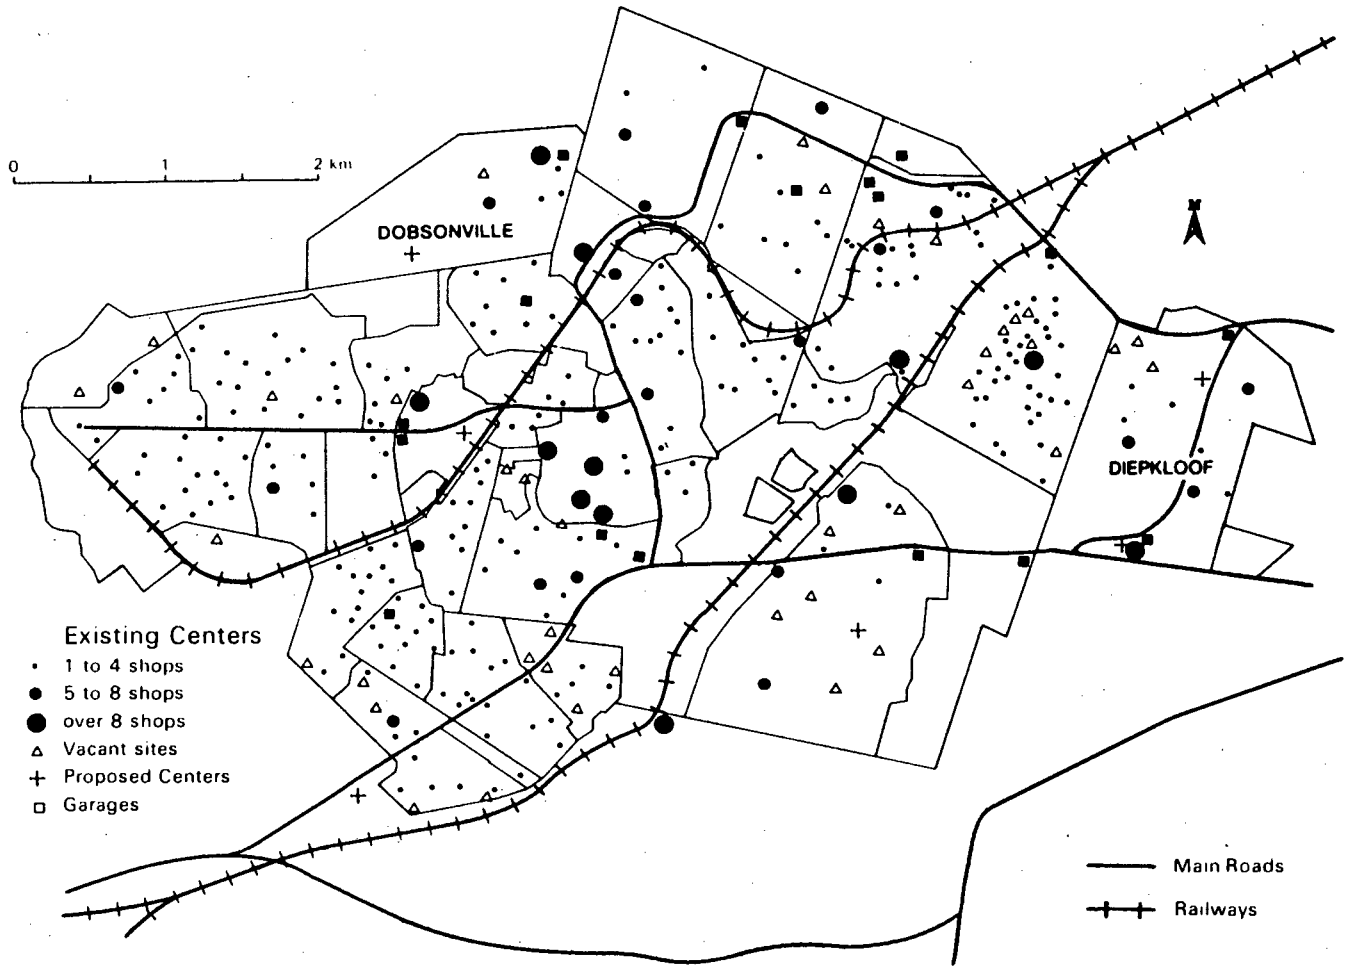 0 1 2 km
N
DOBSONVILLE
DIEPKLOOF
Existing Centers
1 to 4 shops
5 to 8 shops
over 8 shops
Vacant sites
Proposed Centers
Garages
Main Roads
Railways